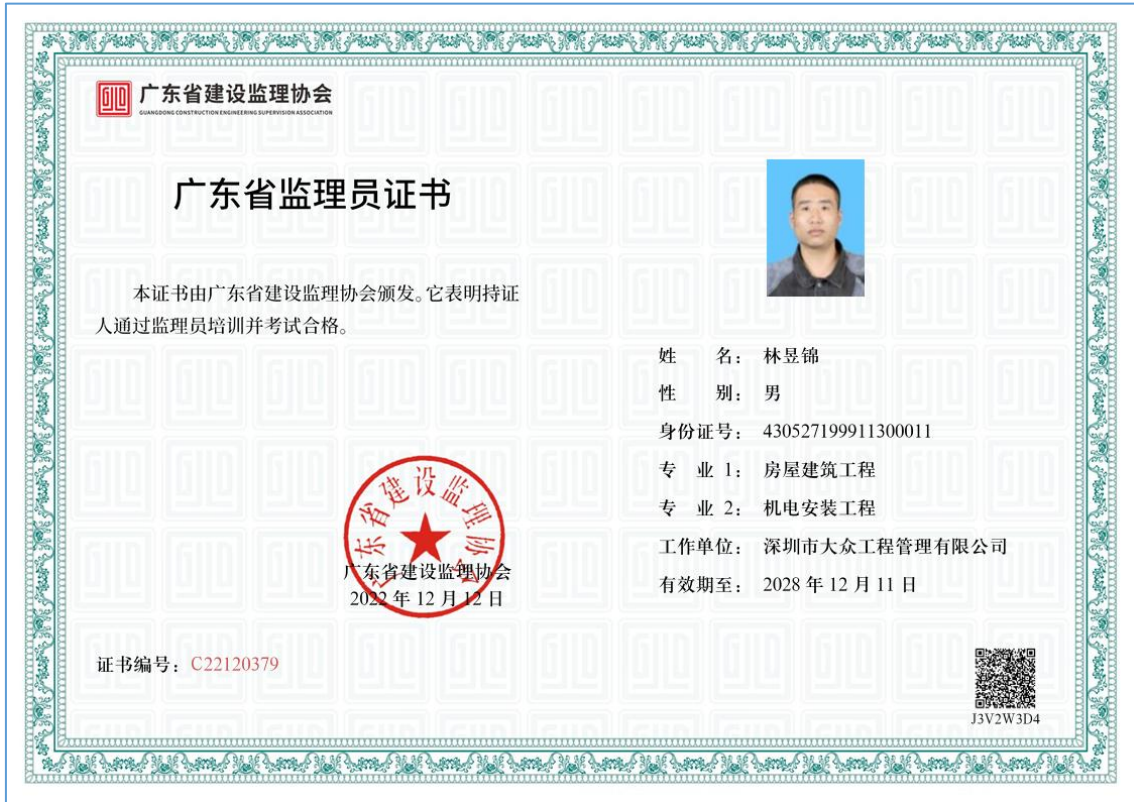 广东省建设监理协会
GUANGDONG CONSTRUCTION ENGINEERING SUPERVISION ASSOCIATION
广东省监理员证书
本证书由广东省建设监理协会颁发。它表明持证
人通过监理员培训并考试合格。
姓 名： 林昱锦
性 别： 男
身份证号： 430527199911300011
专 业 1： 房屋建筑工程
专 业 2： 机电安装工程
工作单位： 深圳市大众工程管理有限公司
有效期至： 2028 年 12 月 11 日
广东省建设监理协会
广东省建设监理协会
2022 年 12 月 12 日
证书编号：C22120379
J3V2W3D4